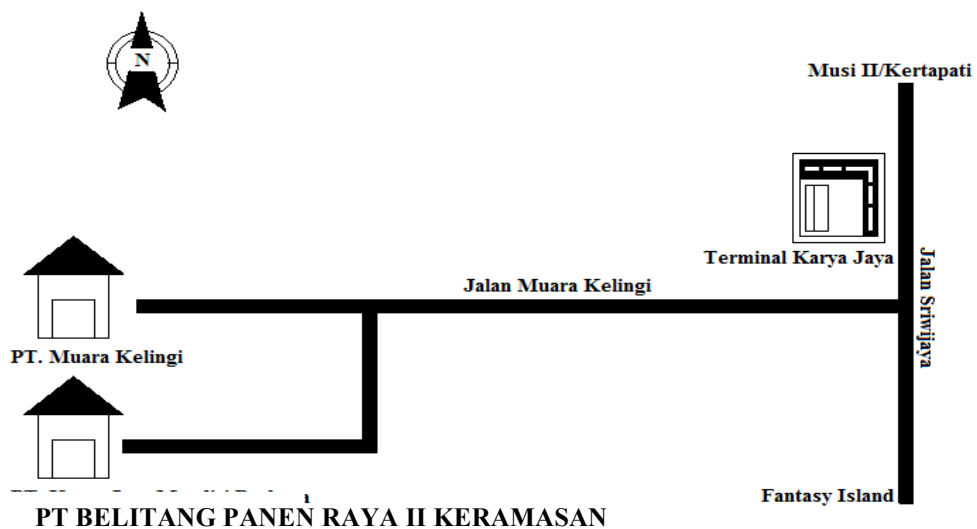 N
Musi II/Kertapati
Terminal Karya Jaya
Jalan Sriwijaya
Jalan Muara Kelingi
PT. Muara Kelingi
Fantasy Island
PT BELITANG PANEN RAYA II KERAMASAN